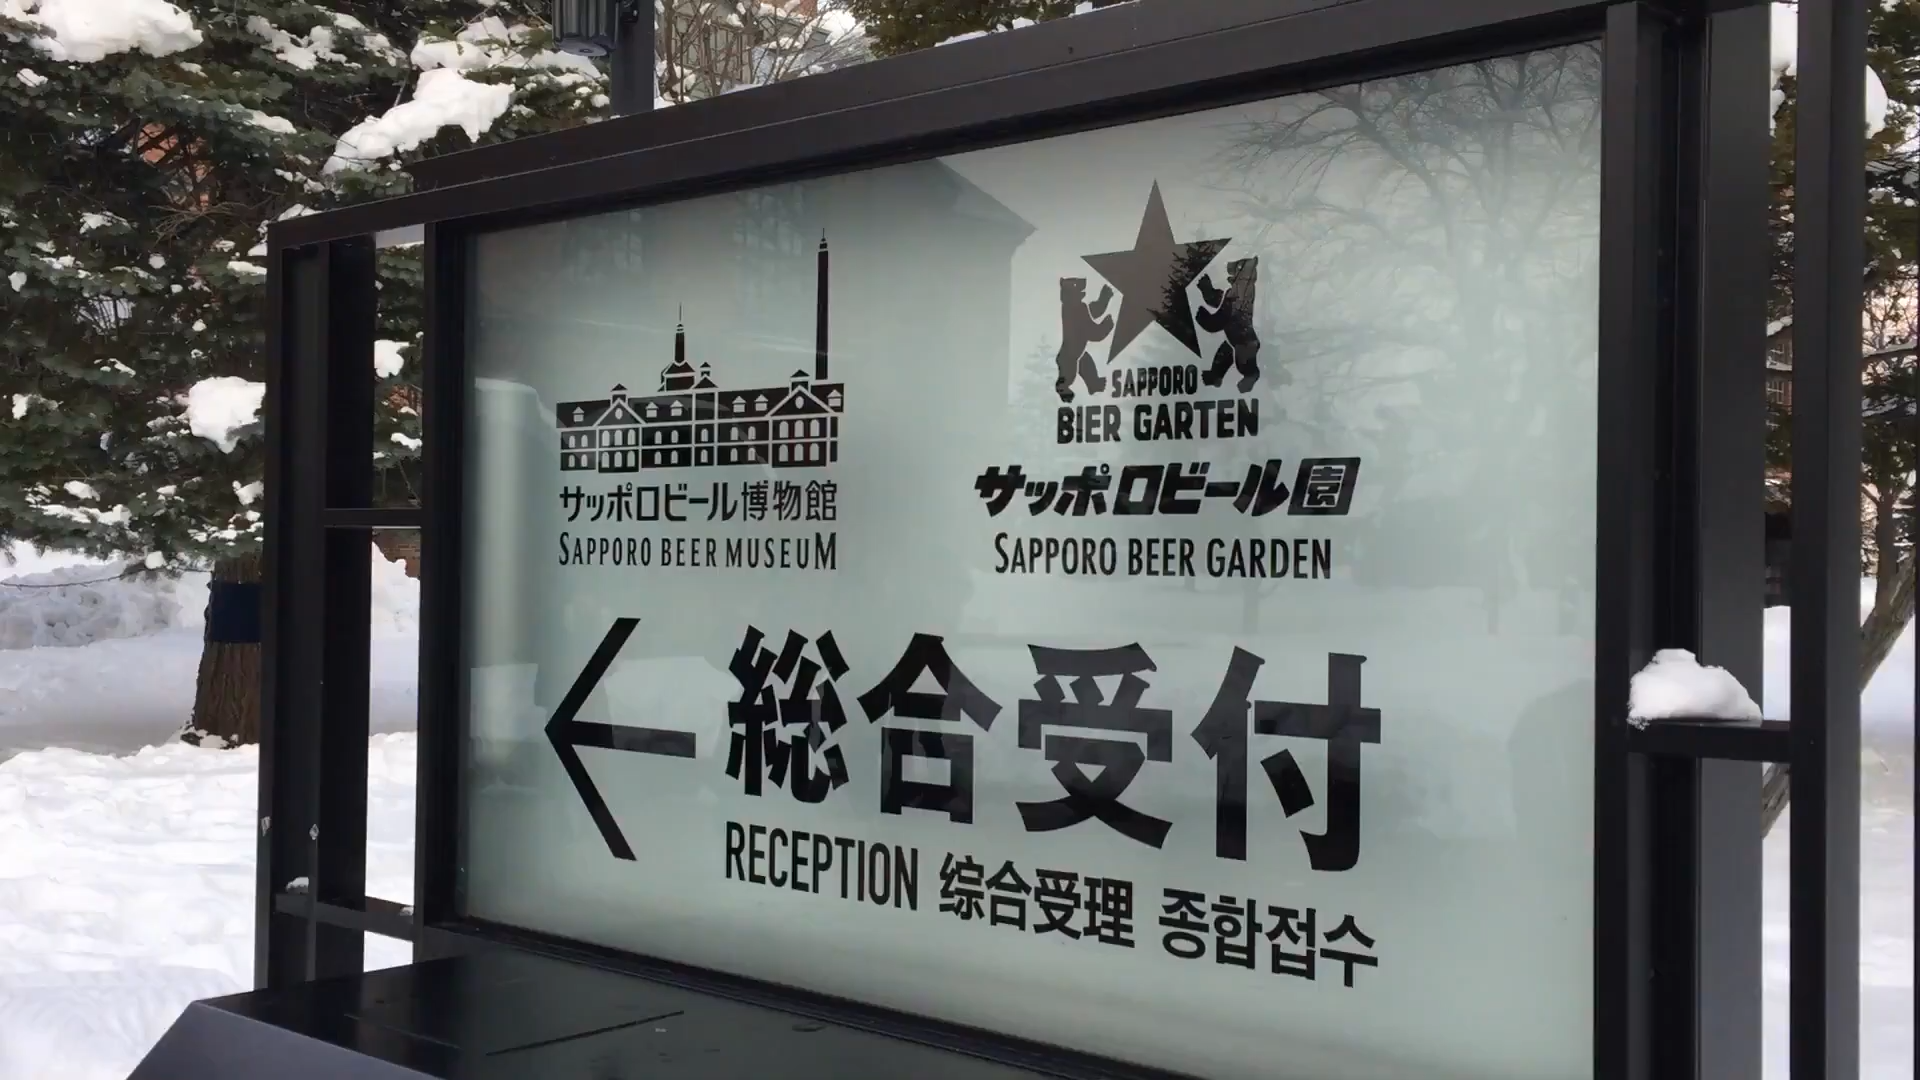 サッポロビール博物館
SAPPORO BEER MUSEUM
SAPPORO
BIER GARTEN
サッポロビール園
SAPPORO BEER GARDEN
総合受付
RECEPTION 综合受理 종합접수